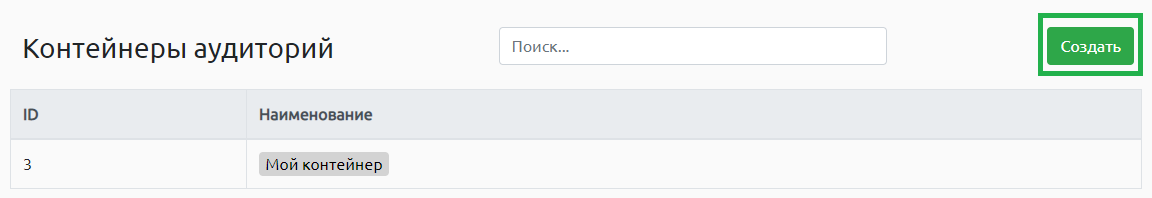 Контейнеры аудиторий
Поиск...
Создать
ID
Наименование
3
Мой контейнер